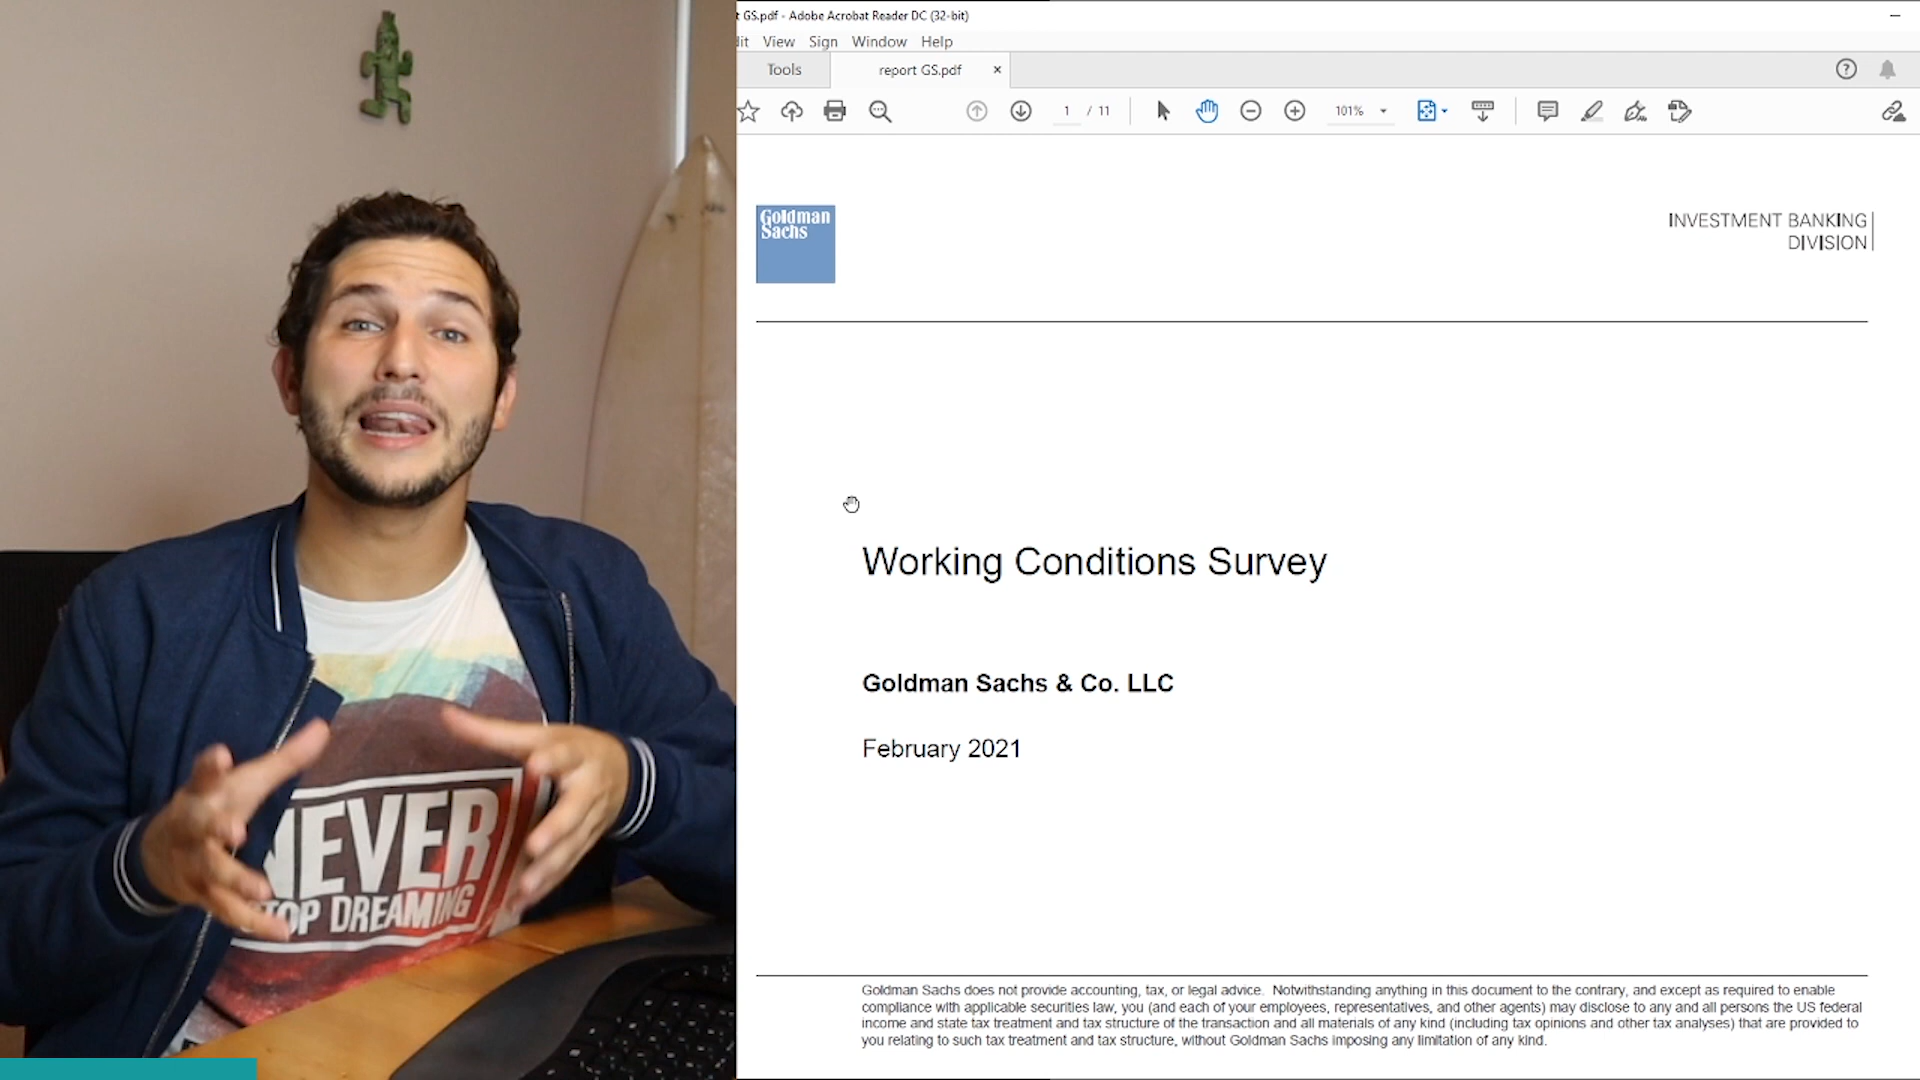 NEVER
STOP DREAMING
t GS.pdf - Adobe Acrobat Reader DC (32-bit)
dit View Sign Window Help
Tools
report GS.pdf
1 / 11
101%
Goldman
Sachs
INVESTMENT BANKING
DIVISION
Working Conditions Survey
Goldman Sachs & Co. LLC
February 2021
Goldman Sachs does not provide accounting, tax, or legal advice. Notwithstanding anything in this document to the contrary, and except as required to enable
compliance with applicable securities law, you (and each of your employees, representatives, and other agents) may disclose to any and all persons the US federal
income and state tax treatment and tax structure of the transaction and all materials of any kind (including tax opinions and other tax analyses) that are provided to
you relating to such tax treatment and tax structure, without Goldman Sachs imposing any limitation of any kind.